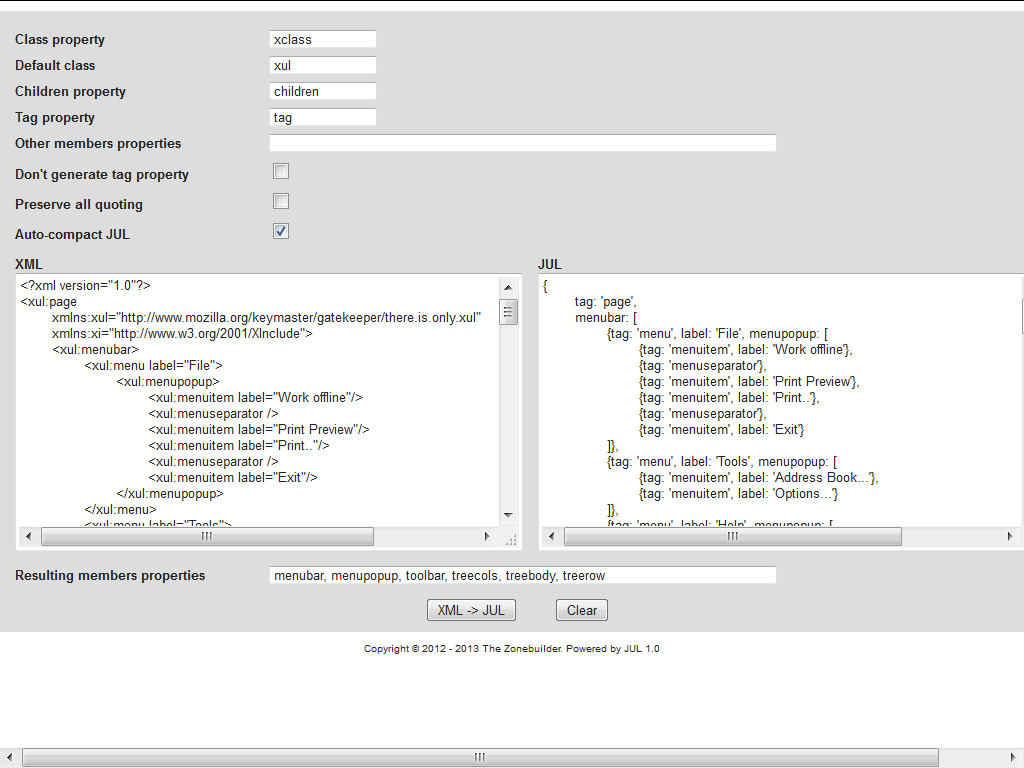 Class property xclass
Default class xul
Children property children
Tag property tag
Other members properties
Don't generate tag property
Preserve all quoting
Auto-compact JUL
XML
<?xml version="1.0"?>
<xul:page
xmlns:xul="http://www.mozilla.org/keymaster/gatekeeper/there.is.only.xul"
xmlns:xi="http://www.w3.org/2001/XInclude">
<xul:menubar>
<xul:menu label="File">
<xul:menupopup>
<xul:menuitem label="Work offline"/>
<xul:menuseparator />
<xul:menuitem label="Print Preview"/>
<xul:menuitem label="Print.."/>
<xul:menuseparator />
<xul:menuitem label="Exit"/>
</xul:menupopup>
</xul:menu>
<xul:menu label="Tools">
JUL
{
tag: 'page',
menubar: [
{tag: 'menu', label: 'File', menupopup: [
{tag: 'menuitem', label: 'Work offline'},
{tag: 'menuseparator'},
{tag: 'menuitem', label: 'Print Preview'},
{tag: 'menuitem', label: 'Print..'},
{tag: 'menuseparator'},
{tag: 'menuitem', label: 'Exit'}
]},
{tag: 'menu', label: 'Tools', menupopup: [
{tag: 'menuitem', label: 'Address Book...'},
{tag: 'menuitem', label: 'Options...'}
]},
{tag: 'menu', label: 'Help', menupopup: [
Resulting members properties menubar, menupopup, toolbar, treecols, treebody, treerow
XML -> JUL Clear
Copyright © 2012 - 2013 The Zonebuilder. Powered by JUL 1.0